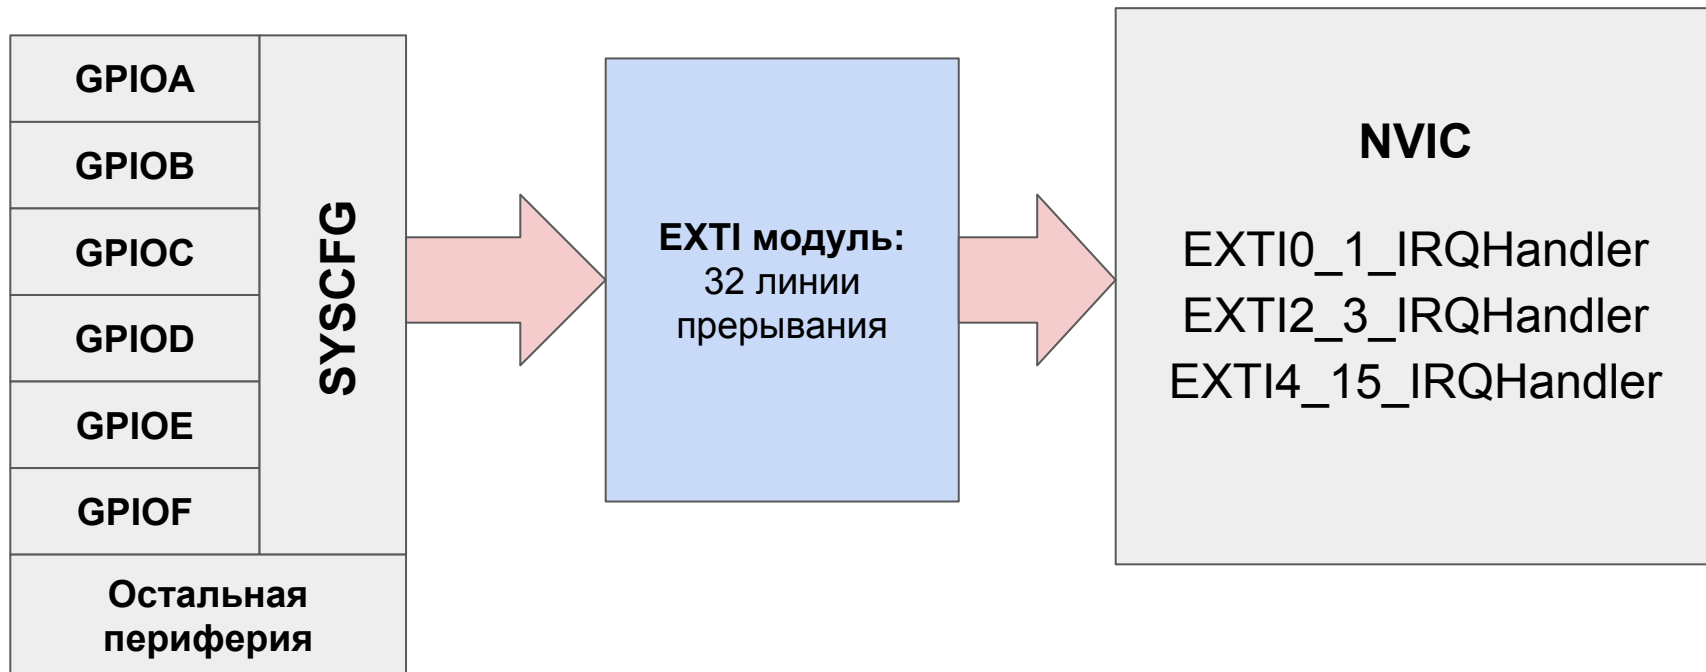 GPIOA
GPIOB
GPIOC
GPIOD
GPIOE
GPIOF
SYSCFG
Остальная
периферия
EXTI модуль:
32 линии
прерывания
NVIC
EXTI0_1_IRQHandler
EXTI2_3_IRQHandler
EXTI4_15_IRQHandler